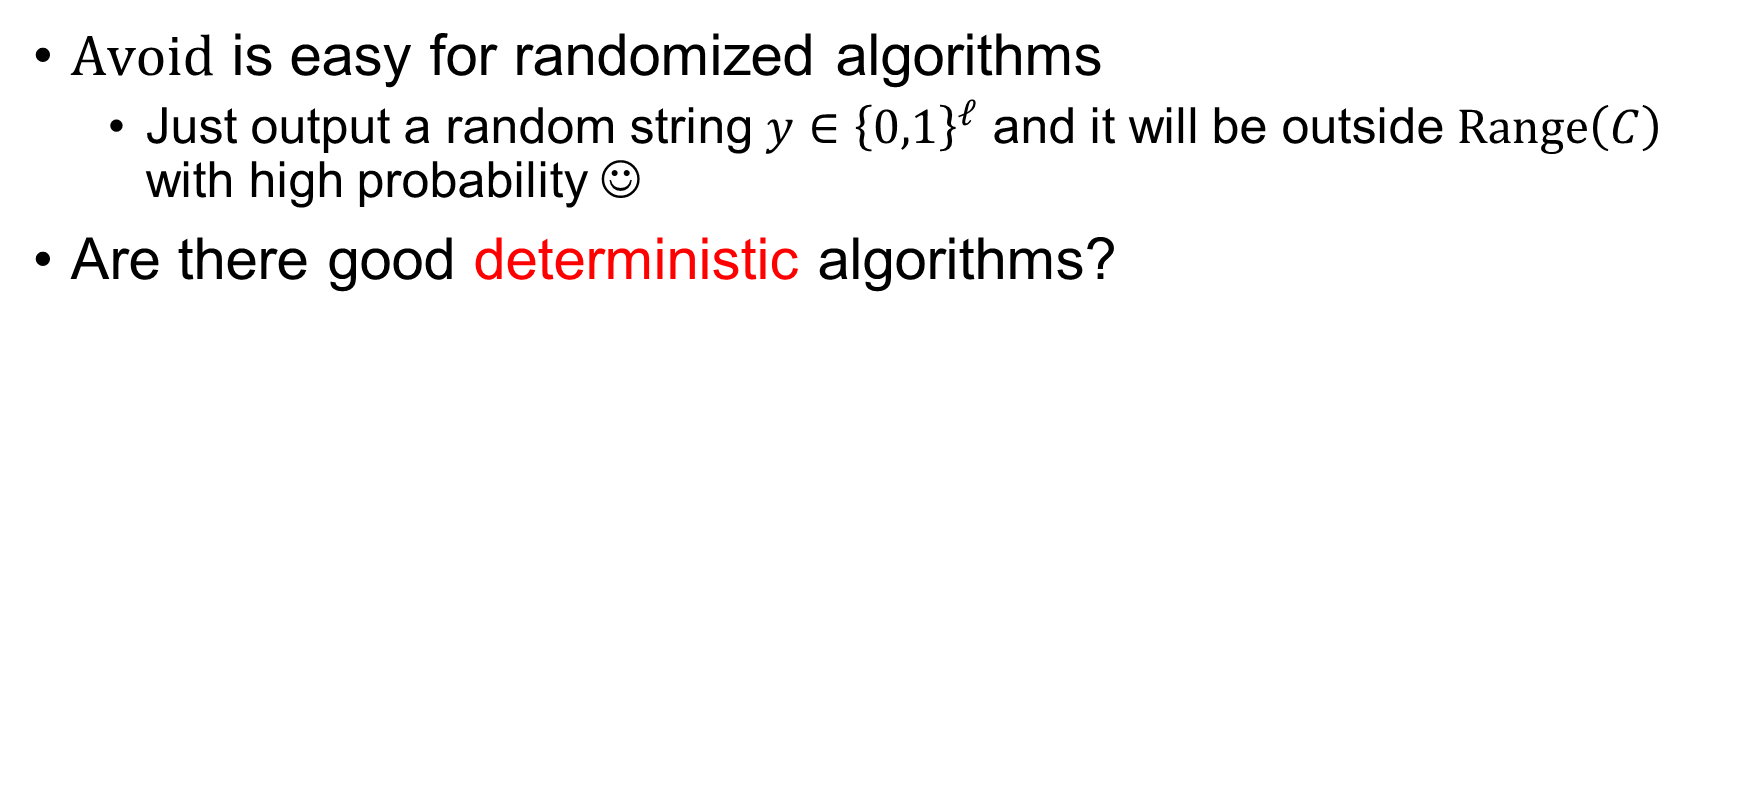 • Avoid is easy for randomized algorithms
• Just output a random string 𝑦 ∈ {0,1}^ℓ and it will be outside Range(𝐶)
with high probability ☺
• Are there good deterministic algorithms?